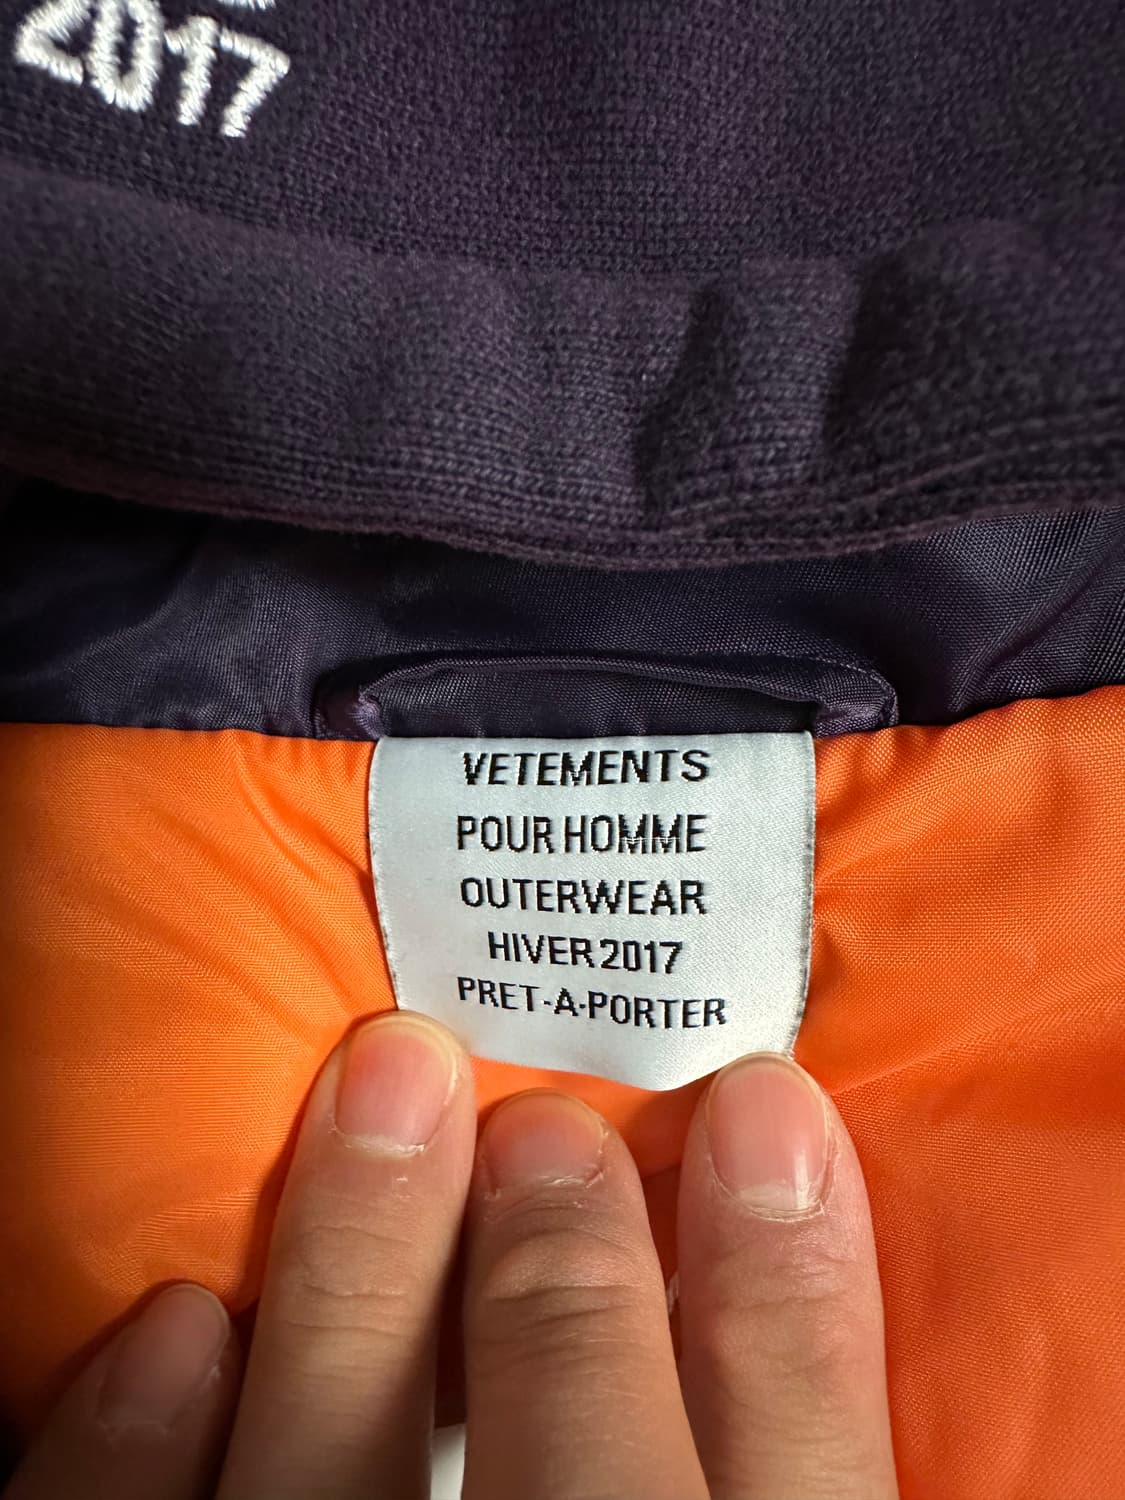 2017
VETEMENTS
POUR HOMME
OUTERWEAR
HIVER 2017
PRET-A-PORTER